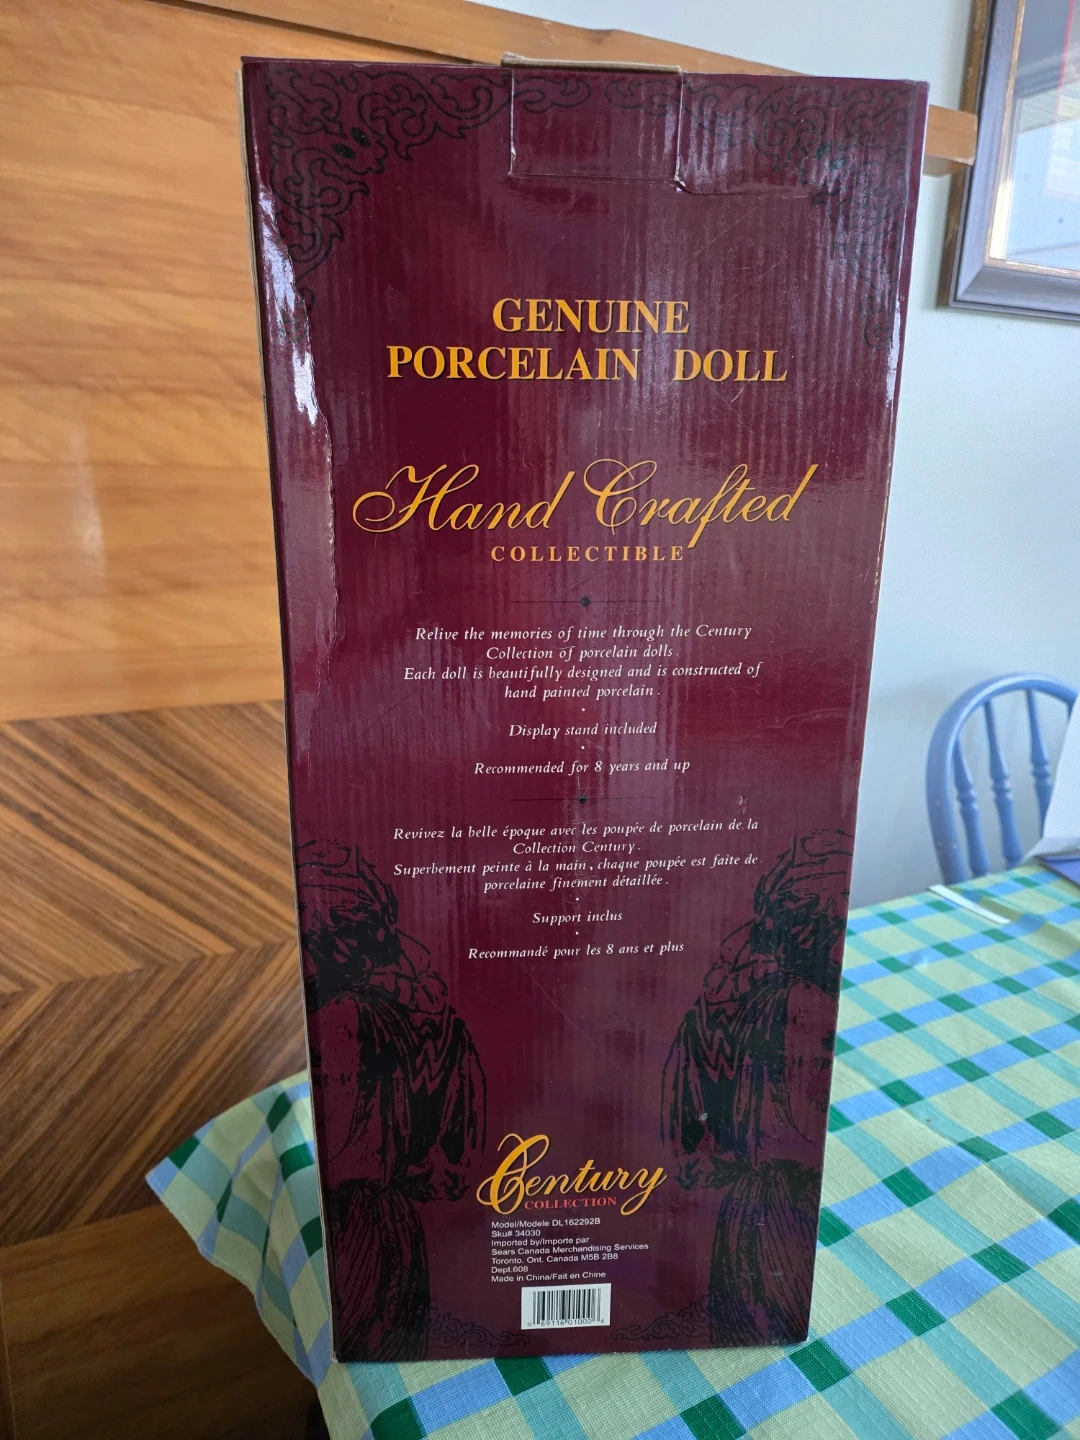 GENUINE
PORCELAIN DOLL
Hand Crafted
COLLECTIBLE
Relive the memories of time through the Century
Collection of porcelain dolls.
Each doll is beautifully designed and is constructed of
hand painted porcelain.
Display stand included
Recommended for 8 years and up
Revivez la belle époque avec les poupée de porcelain de la
Collection Century.
Superbement peinte à la main, chaque poupée est faite de
porcelaine finement détaillée.
Support inclus
Recommandé pour les 8 ans et plus
Century
COLLECTION
Model/Modele DL162292B
Sku# 34030
Imported by/Importe par
Sears Canada Merchandising Services
Toronto. Ont. Canada M5B 2B8
Dept.608
Made in China/Fait en Chine
0 69116 01000 6